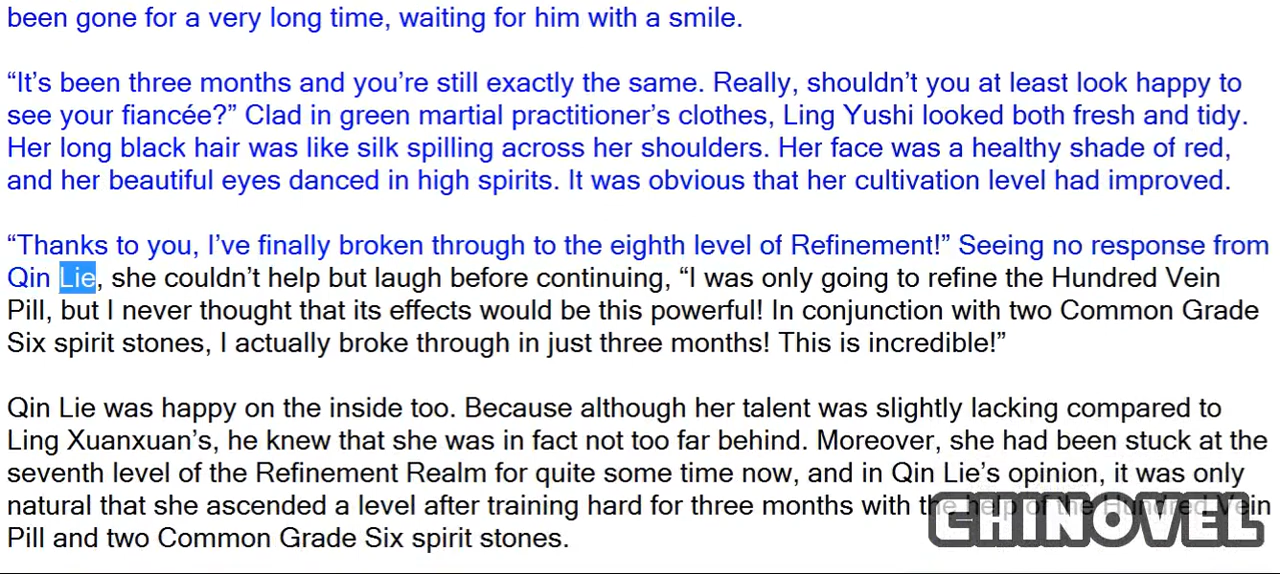 been gone for a very long time, waiting for him with a smile.
“It’s been three months and you’re still exactly the same. Really, shouldn’t you at least look happy to
see your fiancée?” Clad in green martial practitioner’s clothes, Ling Yushi looked both fresh and tidy.
Her long black hair was like silk spilling across her shoulders. Her face was a healthy shade of red,
and her beautiful eyes danced in high spirits. It was obvious that her cultivation level had improved.
“Thanks to you, I’ve finally broken through to the eighth level of Refinement!” Seeing no response from
Qin Lie, she couldn’t help but laugh before continuing, “I was only going to refine the Hundred Vein
Pill, but I never thought that its effects would be this powerful! In conjunction with two Common Grade
Six spirit stones, I actually broke through in just three months! This is incredible!”
Qin Lie was happy on the inside too. Because although her talent was slightly lacking compared to
Ling Xuanxuan’s, he knew that she was in fact not too far behind. Moreover, she had been stuck at the
seventh level of the Refinement Realm for quite some time now, and in Qin Lie’s opinion, it was only
natural that she ascended a level after training hard for three months with the help of the Hundred Vein
Pill and two Common Grade Six spirit stones.
CHINOVEL